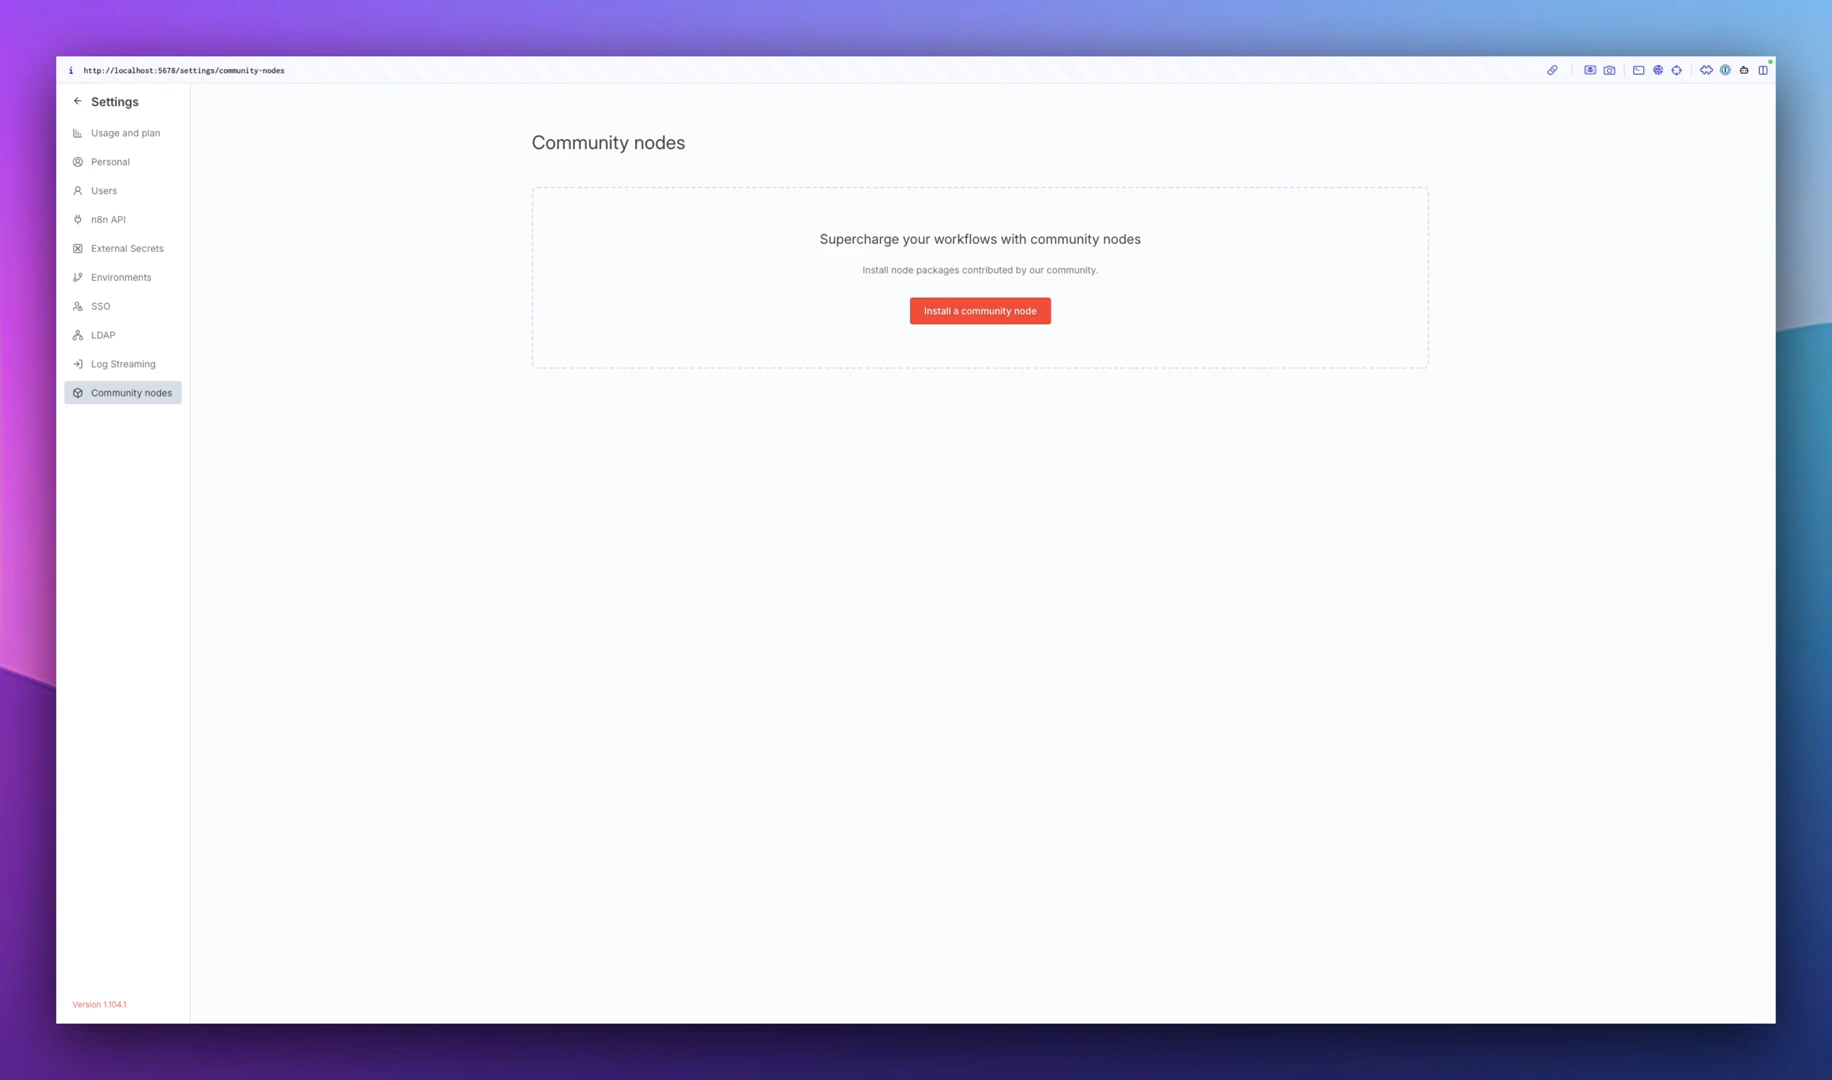 http://localhost:5678/settings/community-nodes
Settings
Usage and plan
Personal
Users
n8n API
External Secrets
Environments
SSO
LDAP
Log Streaming
Community nodes
Version 1.104.1
Community nodes
Supercharge your workflows with community nodes
Install node packages contributed by our community.
Install a community node